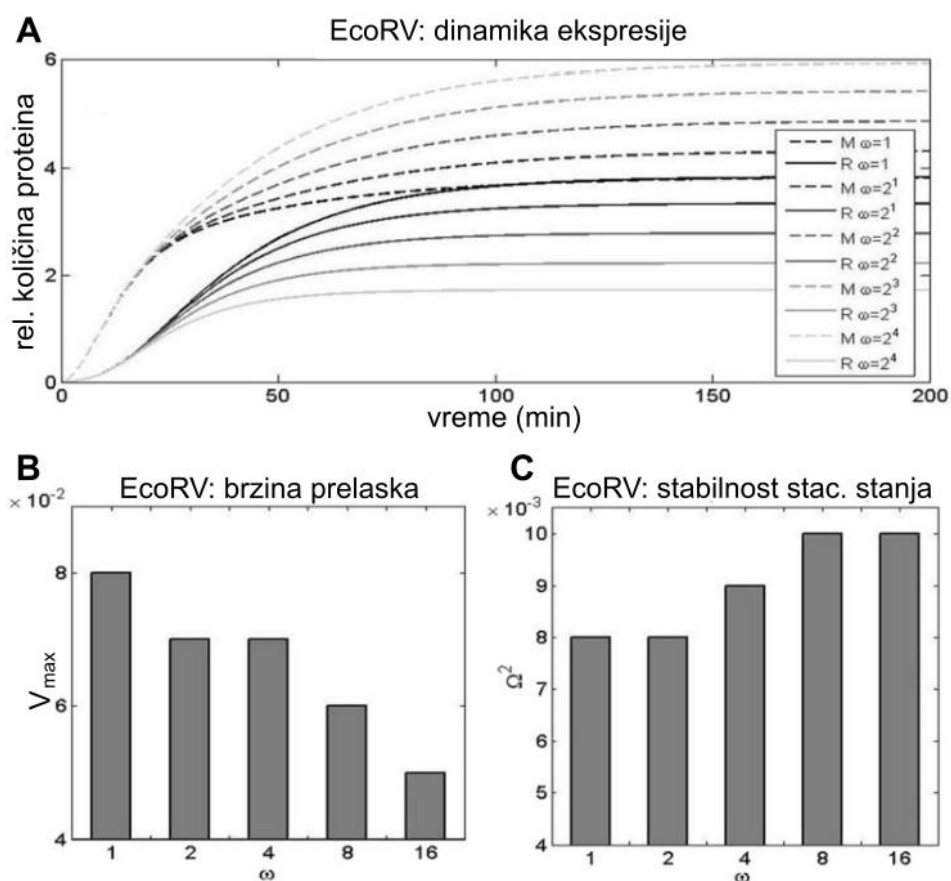 A
EcoRV: dinamika ekspresije
rel. količina proteina
6
4
2
0
0 50 100 150 200
vreme (min)
M ω=1
R ω=1
M ω=2¹
R ω=2¹
M ω=2²
R ω=2²
M ω=2³
R ω=2³
M ω=2⁴
R ω=2⁴
B
EcoRV: brzina prelaska
× 10⁻²
V_max
8
6
4
1 2 4 8 16
ω
C
EcoRV: stabilnost stac. stanja
× 10⁻³
Ω²
10
9
8
7
6
5
4
1 2 4 8 16
ω